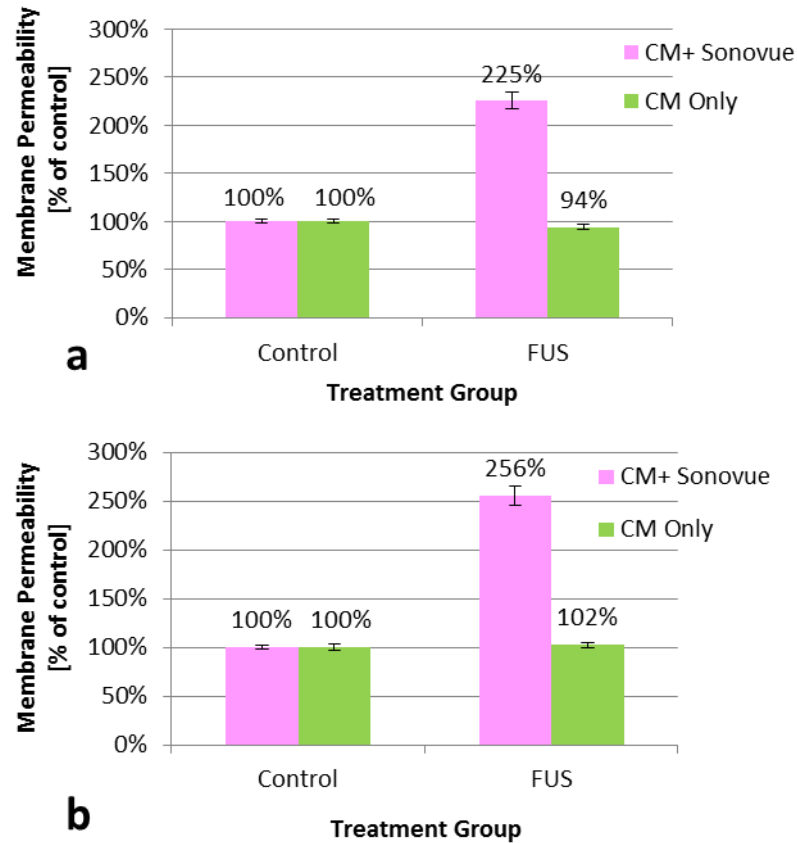 Membrane Permeability
[% of control]
300%
250%
200%
150%
100%
50%
0%
100%
100%
225%
94%
CM+ Sonovue
CM Only
Control
FUS
a
Treatment Group
Membrane Permeability
[% of control]
300%
250%
200%
150%
100%
50%
0%
100%
100%
256%
102%
CM+ Sonovue
CM Only
Control
FUS
b
Treatment Group